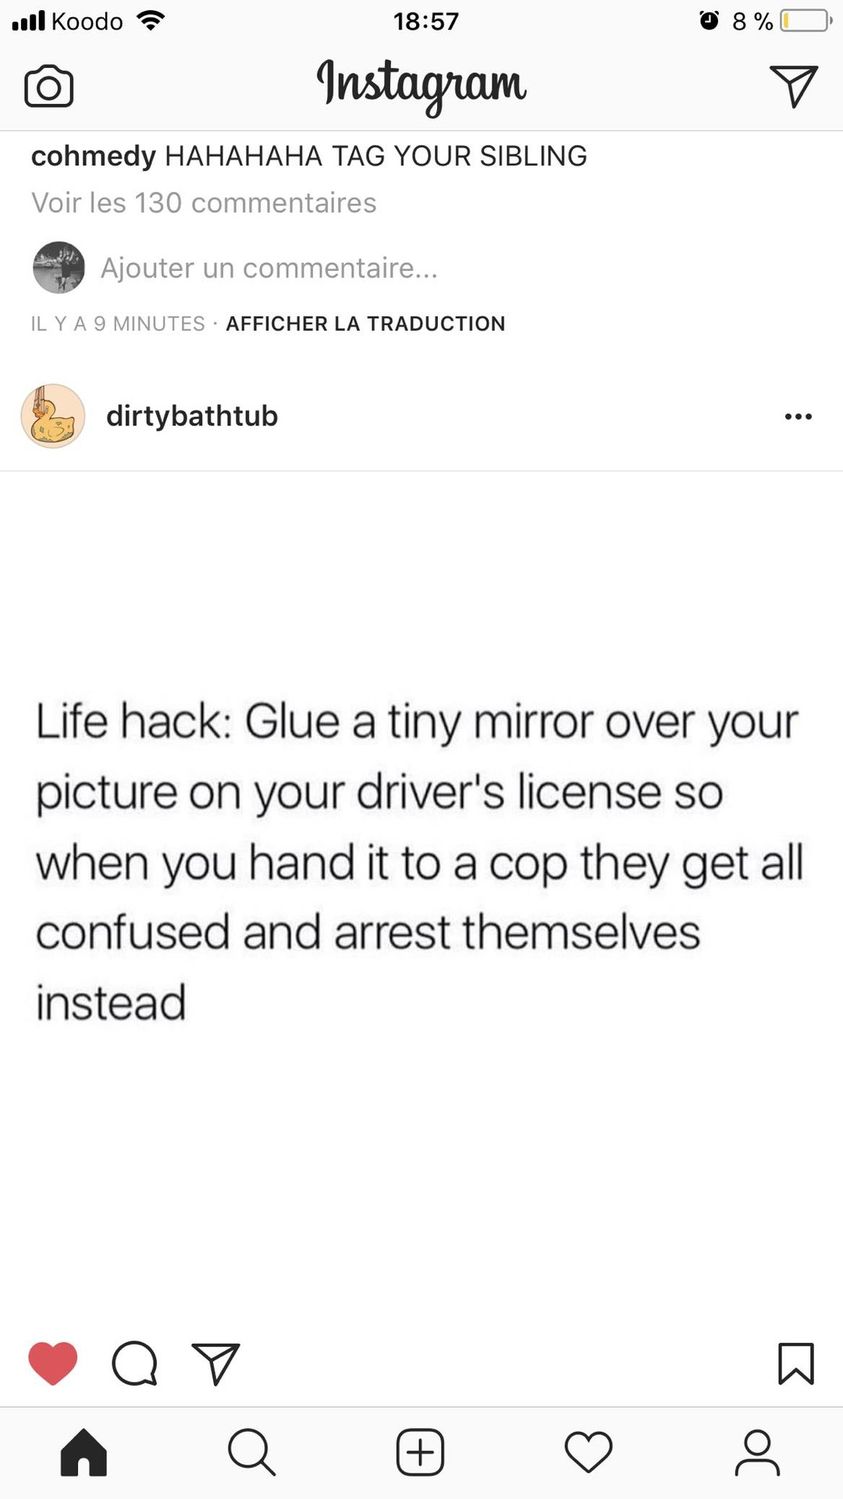 Koodo 18:57 8 %
Instagram
cohmedy HAHAHAHA TAG YOUR SIBLING
Voir les 130 commentaires
Ajouter un commentaire...
IL Y A 9 MINUTES · AFFICHER LA TRADUCTION
dirtybathtub
Life hack: Glue a tiny mirror over your
picture on your driver's license so
when you hand it to a cop they get all
confused and arrest themselves
instead